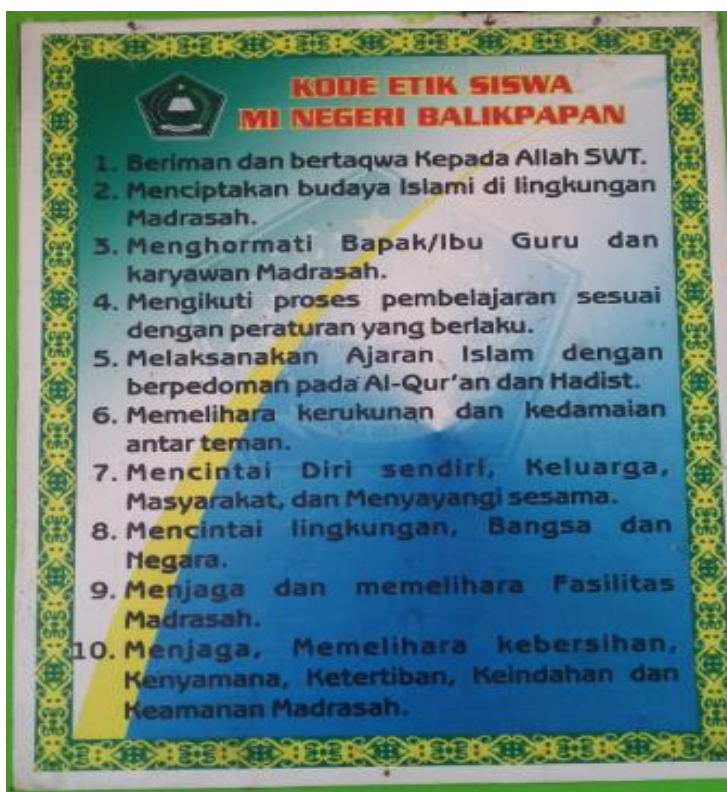 KODE ETIK SISWA
MI NEGERI BALIKPAPAN
1. Beriman dan bertaqwa Kepada Allah SWT.
2. Menciptakan budaya Islami di lingkungan
Madrasah.
3. Menghormati Bapak/Ibu Guru dan
karyawan Madrasah.
4. Mengikuti proses pembelajaran sesuai
dengan peraturan yang berlaku.
5. Melaksanakan Ajaran Islam dengan
berpedoman pada Al-Qur'an dan Hadist.
6. Memelihara kerukunan dan kedamaian
antar teman.
7. Mencintai Diri sendiri, Keluarga,
Masyarakat, dan Menyayangi sesama.
8. Mencintai lingkungan, Bangsa dan
Negara.
9. Menjaga dan memelihara Fasilitas
Madrasah.
10. Menjaga, Memelihara kebersihan,
Kenyamana, Ketertiban, Keindahan dan
Keamanan Madrasah.